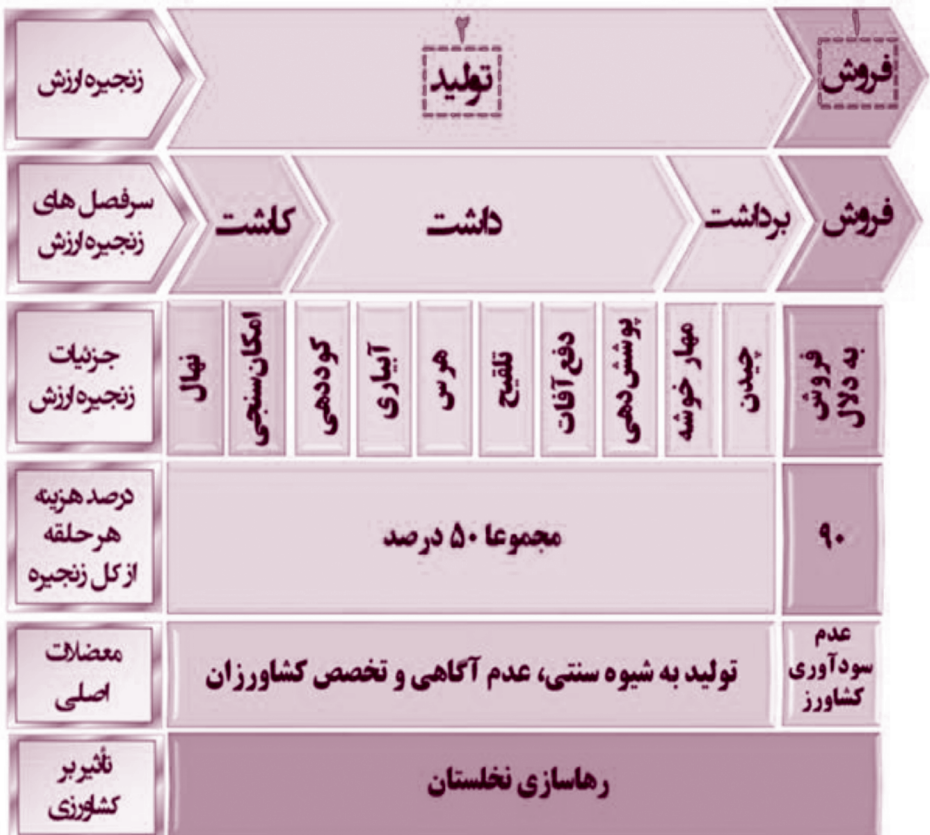 ۱
فروش
۲
تولید
زنجیره ارزش
فروش
برداشت
داشت
کاشت
سرفصل های
زنجیره ارزش
فروش
به دلال
چیدن
مهار خوشه
پوشش‌دهی
دفع آفات
تلقیح
هرس
آبیاری
کوددهی
امکان‌سنجی
نهال
جزئیات
زنجیره ارزش
۹۰
مجموعا ۵۰ درصد
درصد هزینه
هر حلقه
از کل زنجیره
عدم
سودآوری
کشاورز
تولید به شیوه سنتی، عدم آگاهی و تخصص کشاورزان
معضلات
اصلی
رهاسازی نخلستان
تأثیر بر
کشاورزی